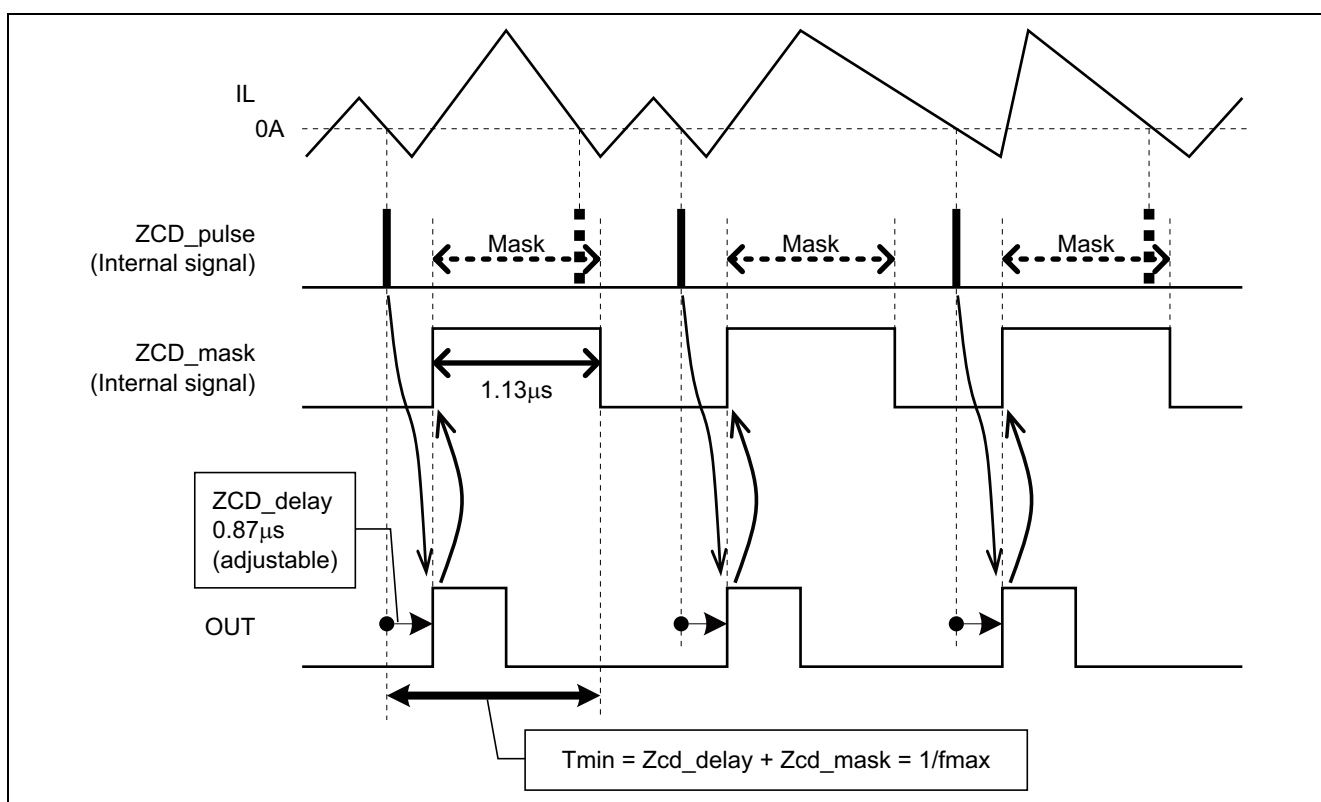 IL
0A
ZCD_pulse
(Internal signal)
Mask
Mask
Mask
ZCD_mask
(Internal signal)
1.13μs
ZCD_delay
0.87μs
(adjustable)
OUT
Tmin = Zcd_delay + Zcd_mask = 1/fmax